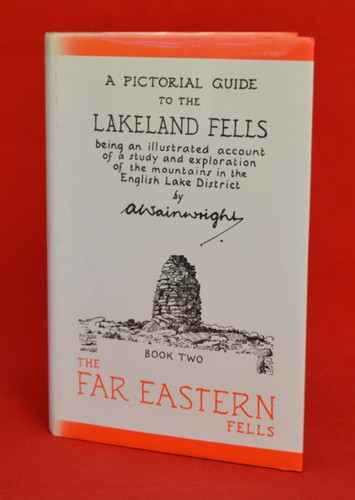 A PICTORIAL GUIDE
TO THE
LAKELAND FELLS
being an illustrated account
of a study and exploration
of the mountains in the
English Lake District
by
AWainwright
BOOK TWO
THE
FAR EASTERN
FELLS